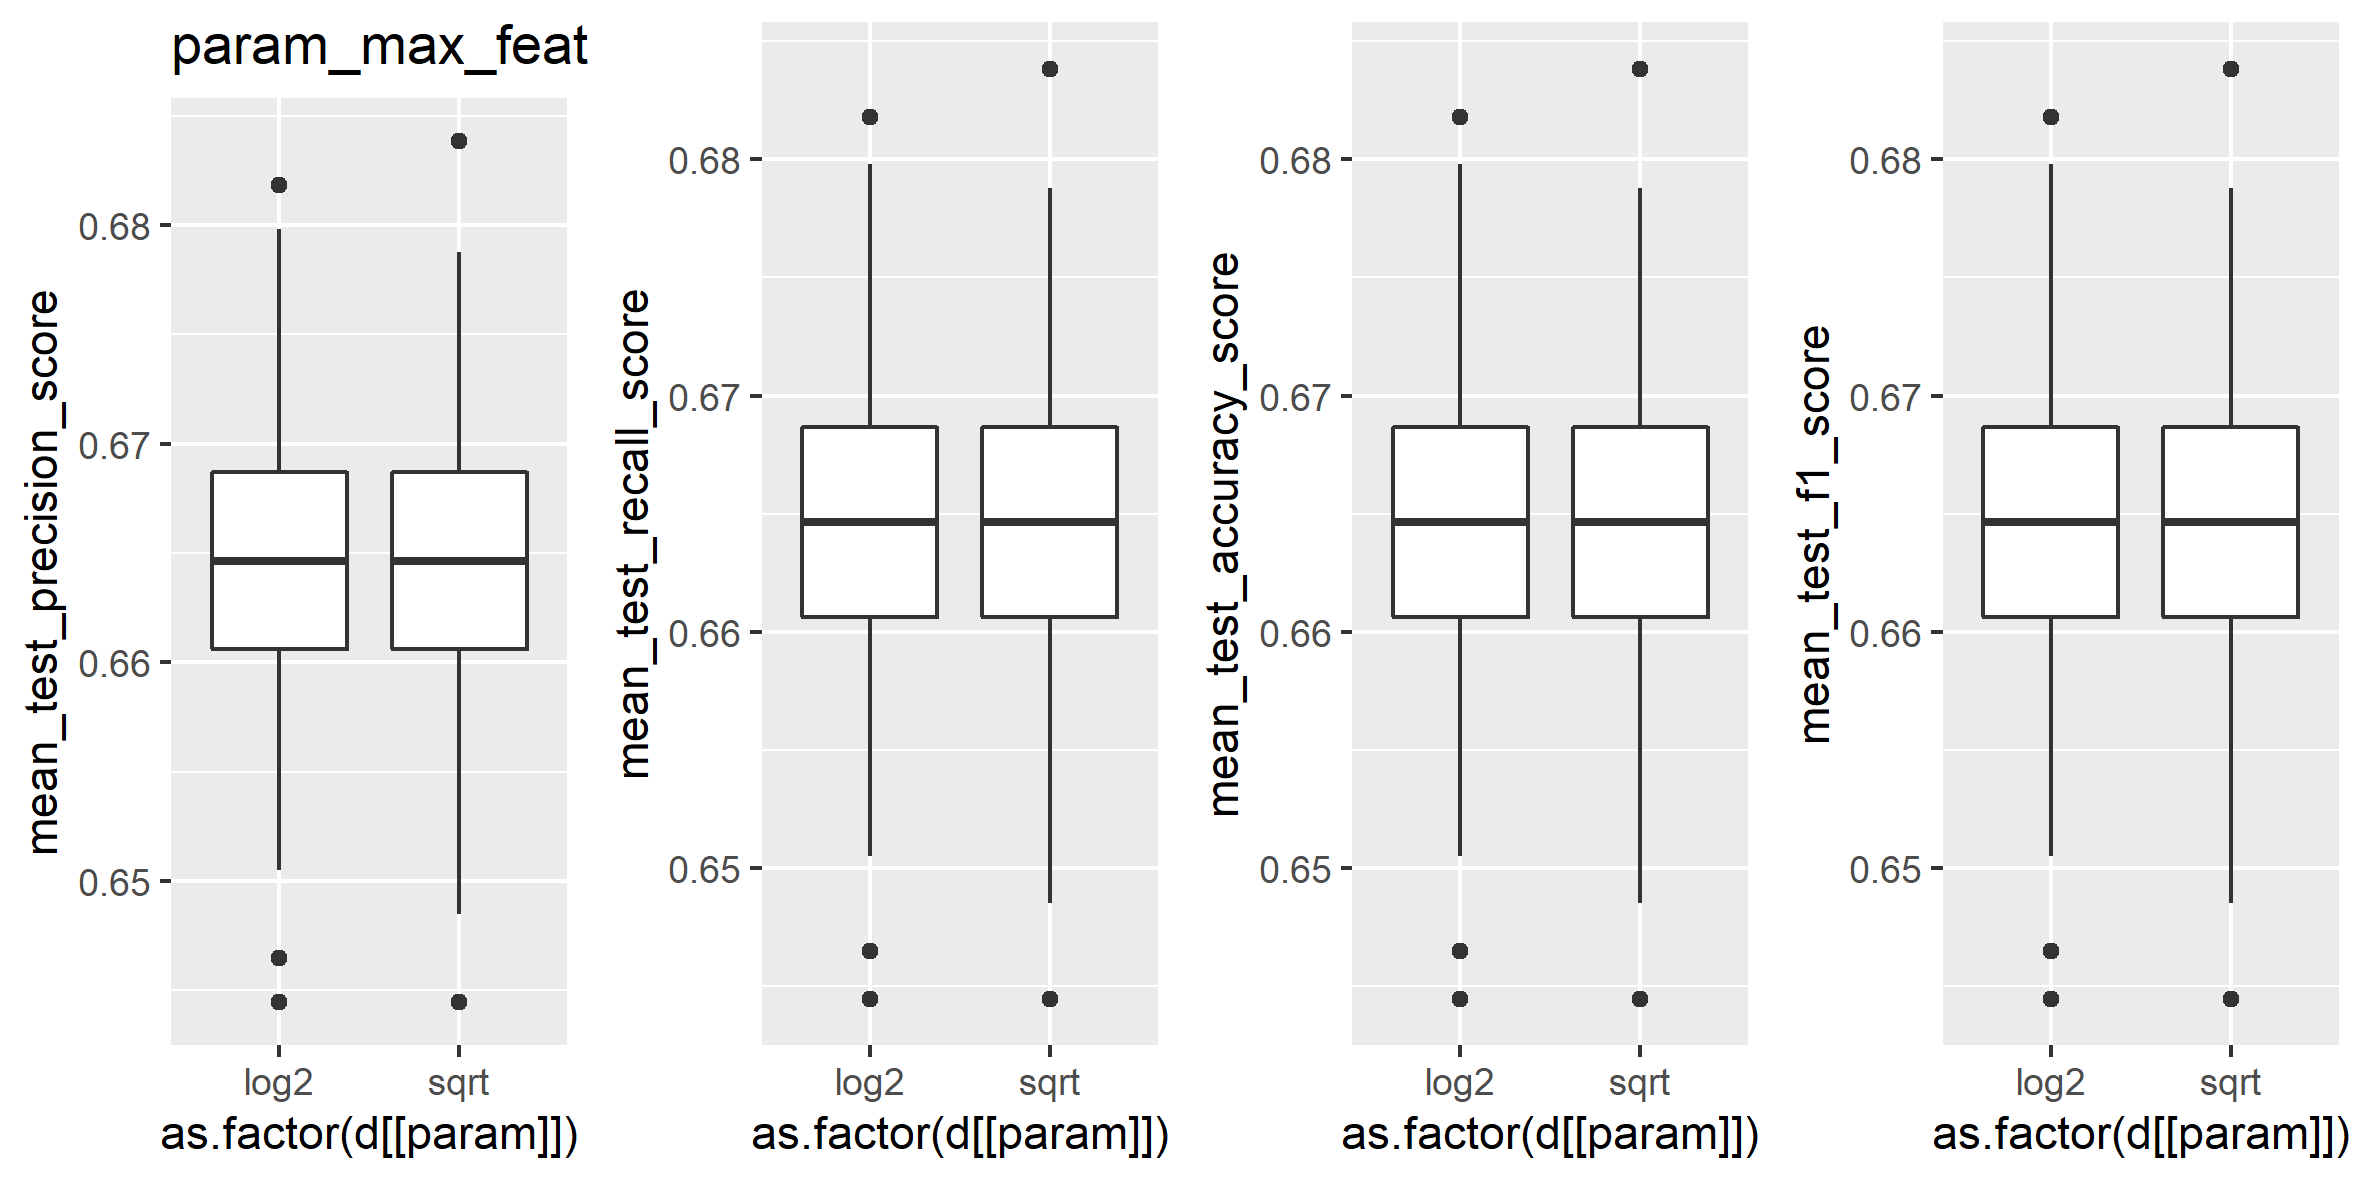 param_max_feat
mean_test_precision_score
0.68
0.67
0.66
0.65
log2 sqrt
as.factor(d[[param]])
mean_test_recall_score
0.68
0.67
0.66
0.65
log2 sqrt
as.factor(d[[param]])
mean_test_accuracy_score
0.68
0.67
0.66
0.65
log2 sqrt
as.factor(d[[param]])
mean_test_f1_score
0.68
0.67
0.66
0.65
log2 sqrt
as.factor(d[[param]])